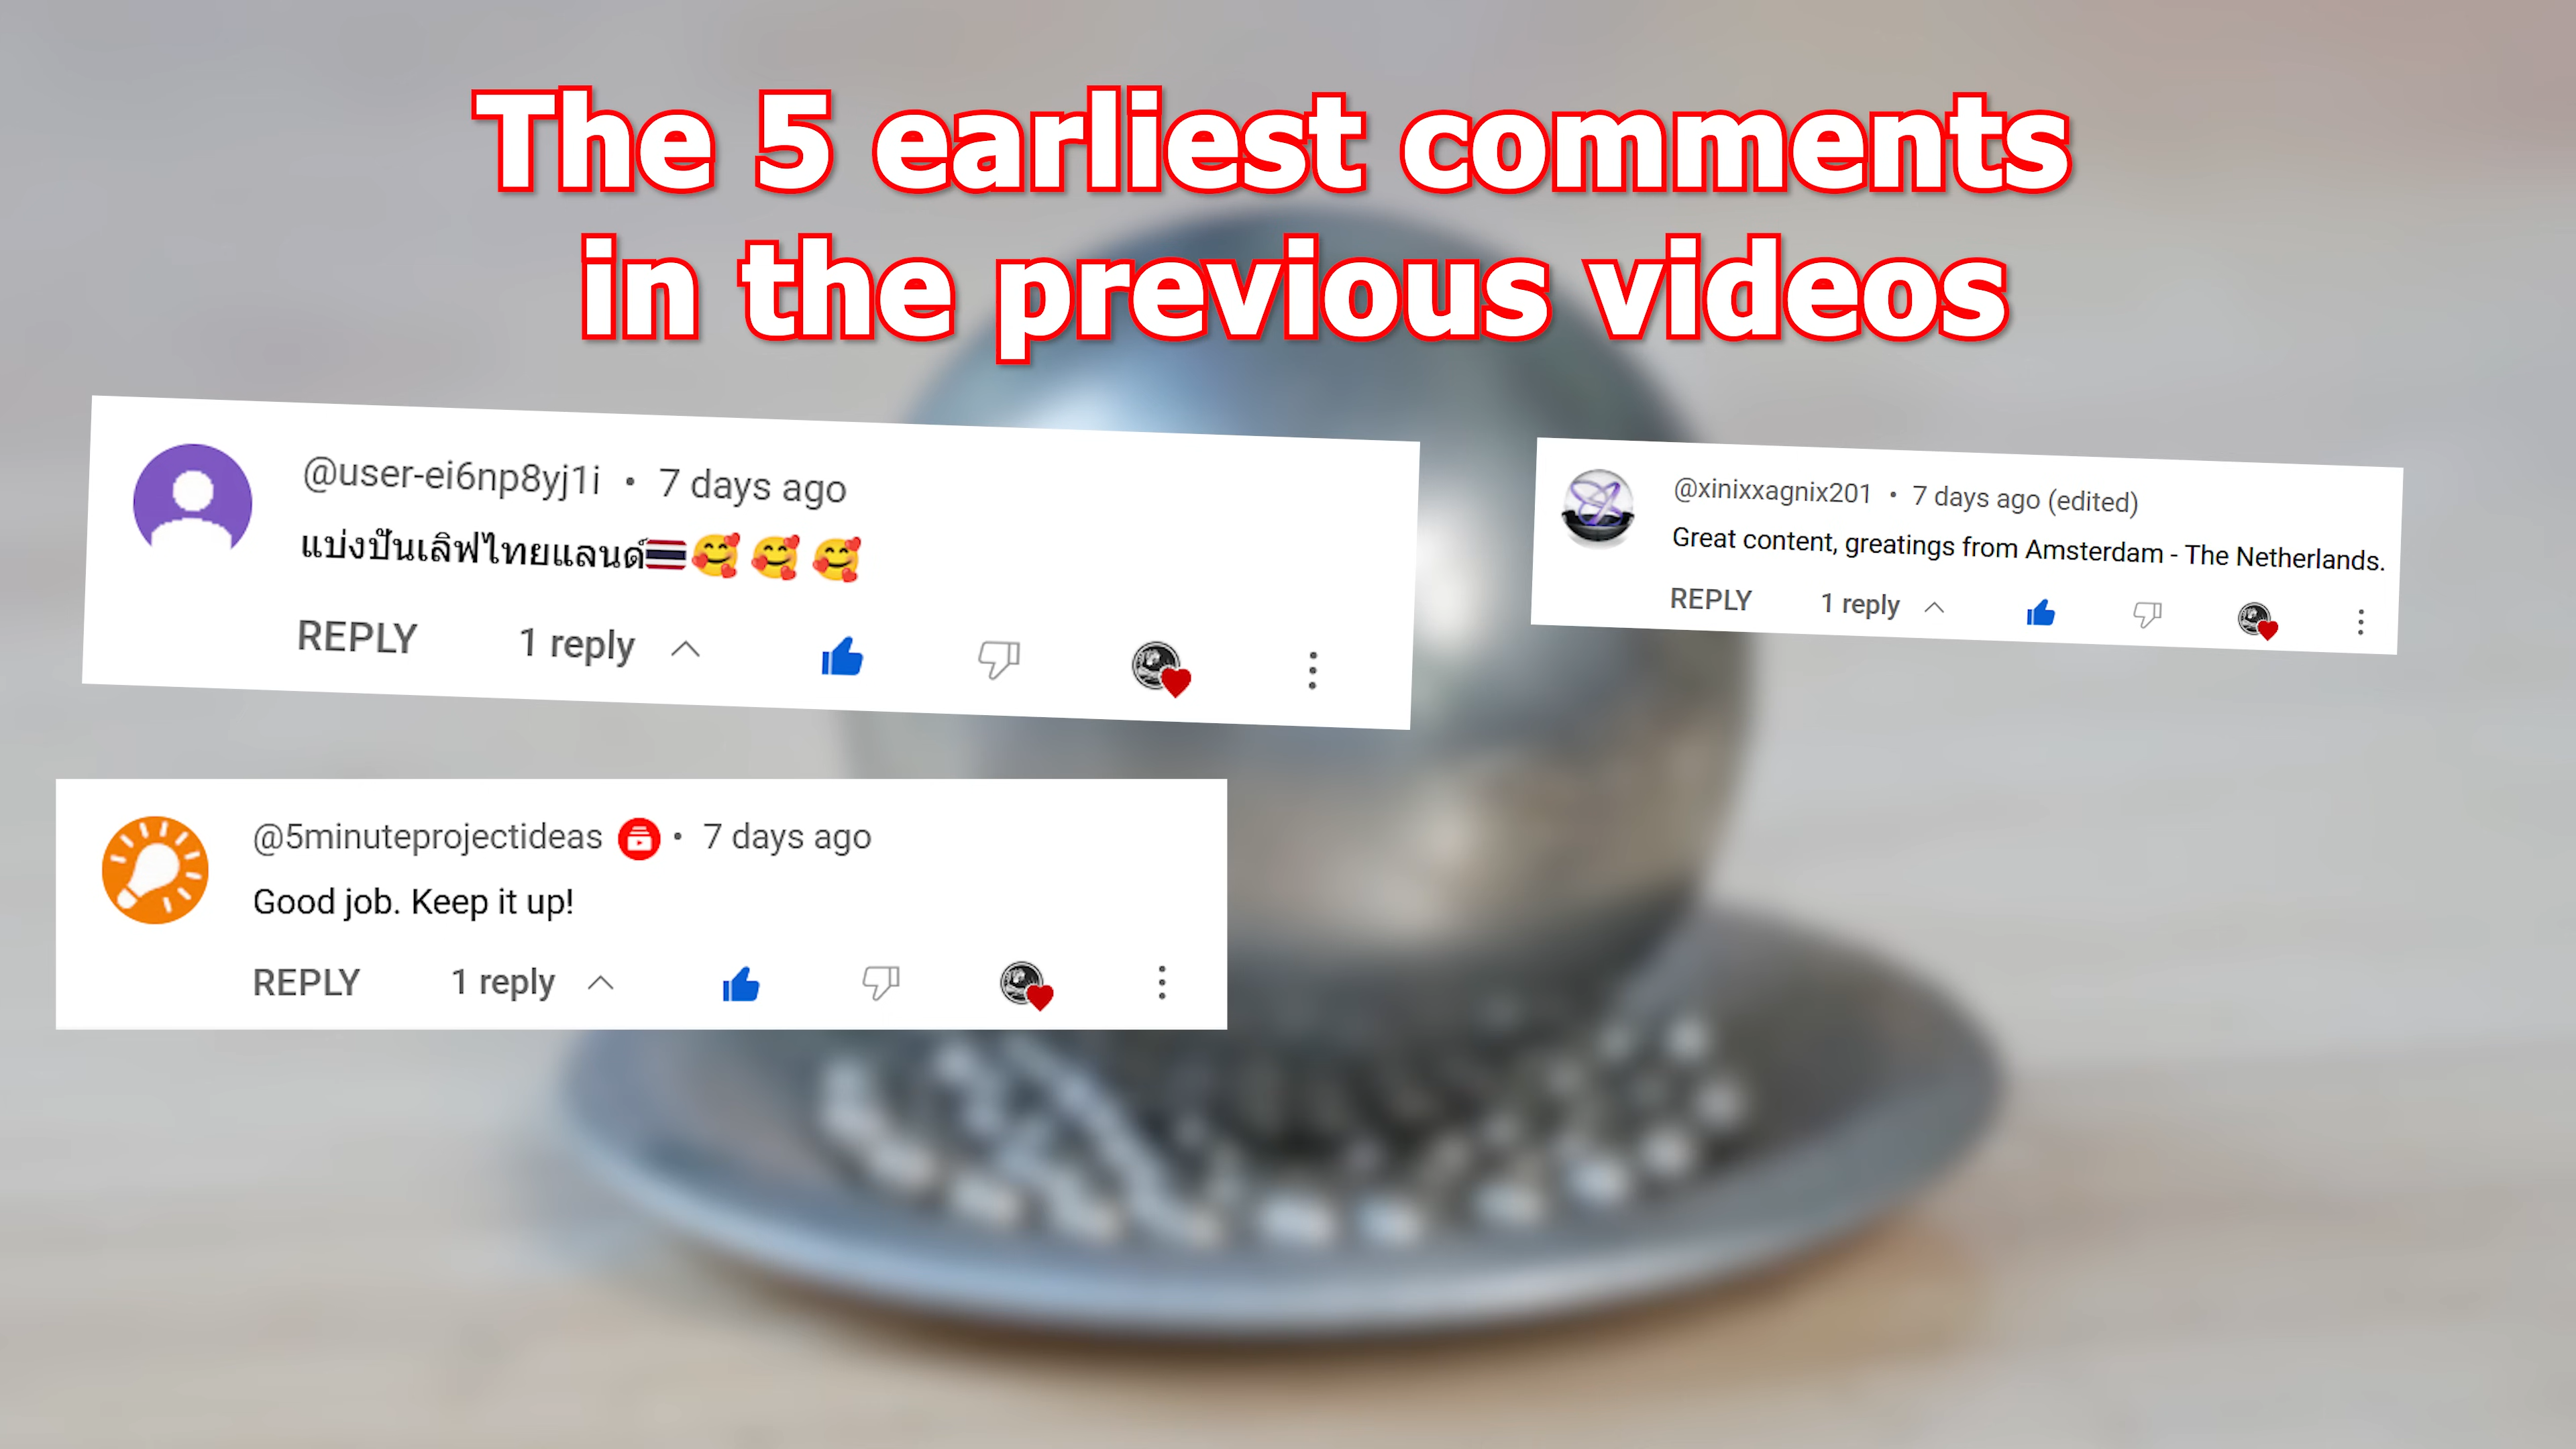 The 5 earliest comments
in the previous videos
@user-ei6np8yj1i • 7 days ago
แบ่งปันเลิฟไทยแลนด์🇹🇭🥰🥰🥰
REPLY 1 reply
@xinixxagnix201 • 7 days ago (edited)
Great content, greatings from Amsterdam - The Netherlands.
REPLY 1 reply
@5minuteprojectideas • 7 days ago
Good job. Keep it up!
REPLY 1 reply